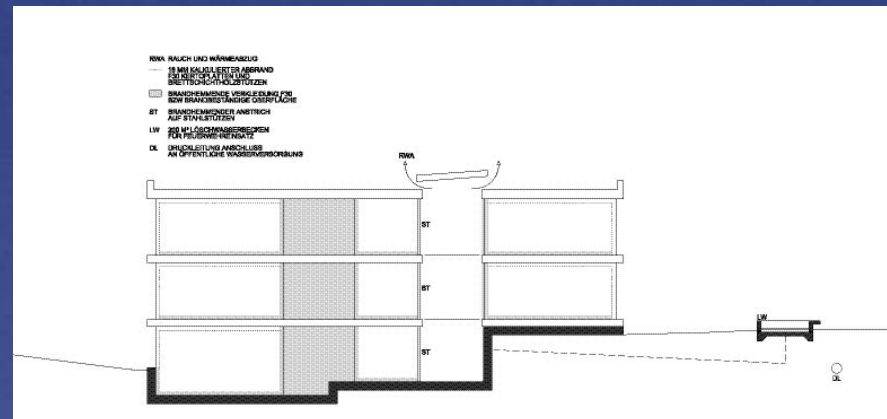 RWA RAUCH UND WÄRMEABZUG
15 MM KALKULIERTER ABBRAND
F30 KERTOPLATTEN UND
BRETTSCHICHTHOLZSTÜTZEN
BRANDHEMMENDE VERKLEIDUNG F30
BZW BRANDBESTÄNDIGE OBERFLÄCHE
ST BRANDHEMMENDER ANSTRICH
AUF STAHLSTÜTZEN
LW 200 M³ LÖSCHWASSERBECKEN
FÜR FEUERWEHREINSATZ
DL DRUCKLEITUNG ANSCHLUSS
AN ÖFFENTLICHE WASSERVERSORGUNG
RWA
ST
ST
LW
ST
DL